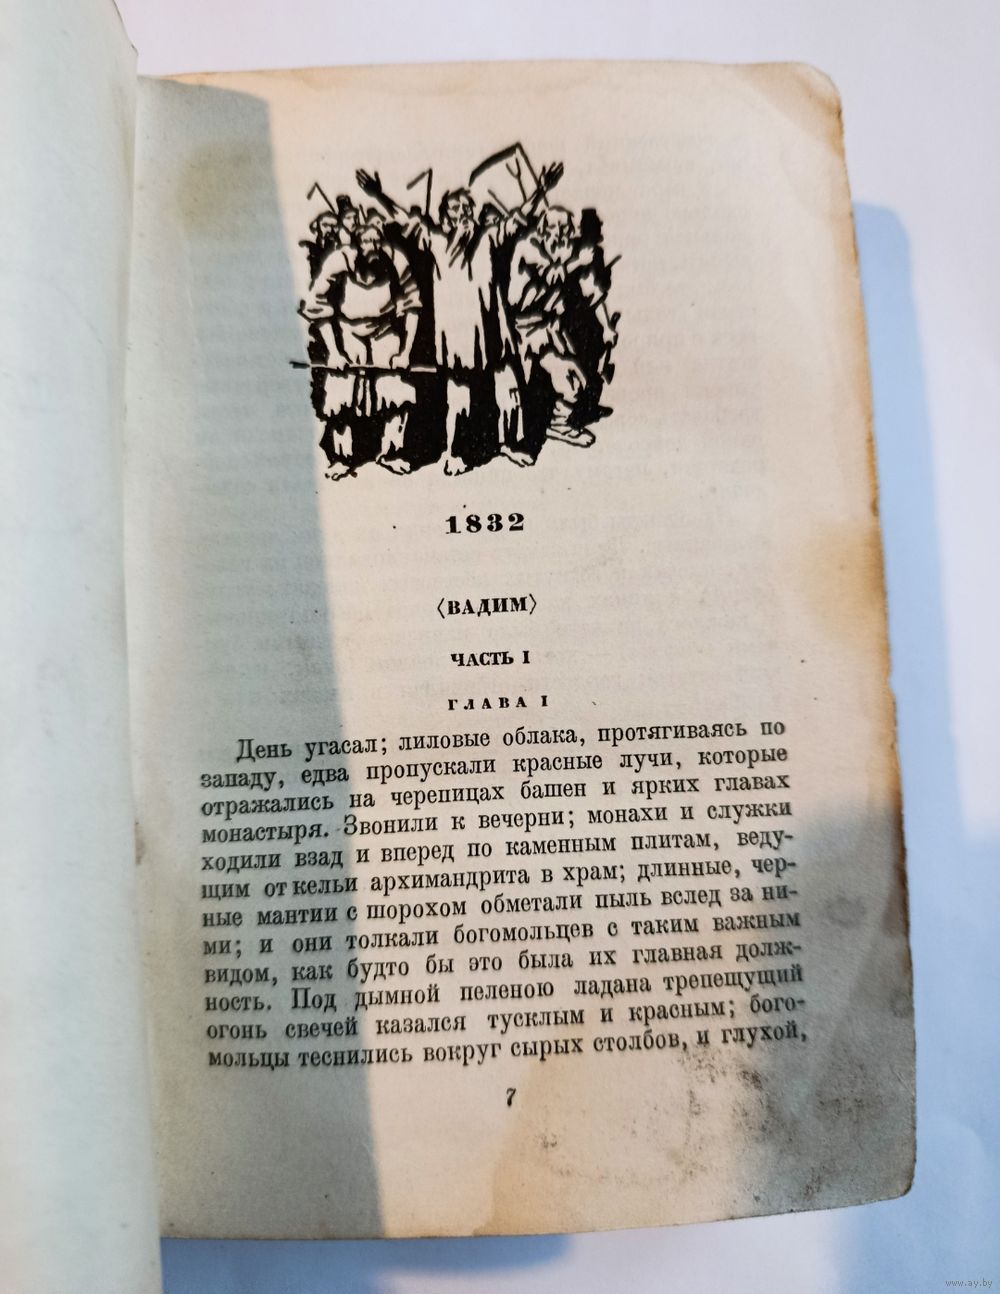 1832
〈ВАДИМ〉
ЧАСТЬ I
ГЛАВА I
День угасал; лиловые облака, протягиваясь по
западу, едва пропускали красные лучи, которые
отражались на черепицах башен и ярких главах
монастыря. Звонили к вечерни; монахи и служки
ходили взад и вперед по каменным плитам, веду-
щим от кельи архимандрита в храм; длинные, чер-
ные мантии с шорохом обметали пыль вслед за ни-
ми; и они толкали богомольцев с таким важным
видом, как будто бы это была их главная долж-
ность. Под дымной пеленою ладана трепещущий
огонь свечей казался тусклым и красным; бого-
мольцы теснились вокруг сырых столбов, и глухой,
7
www.ay.by